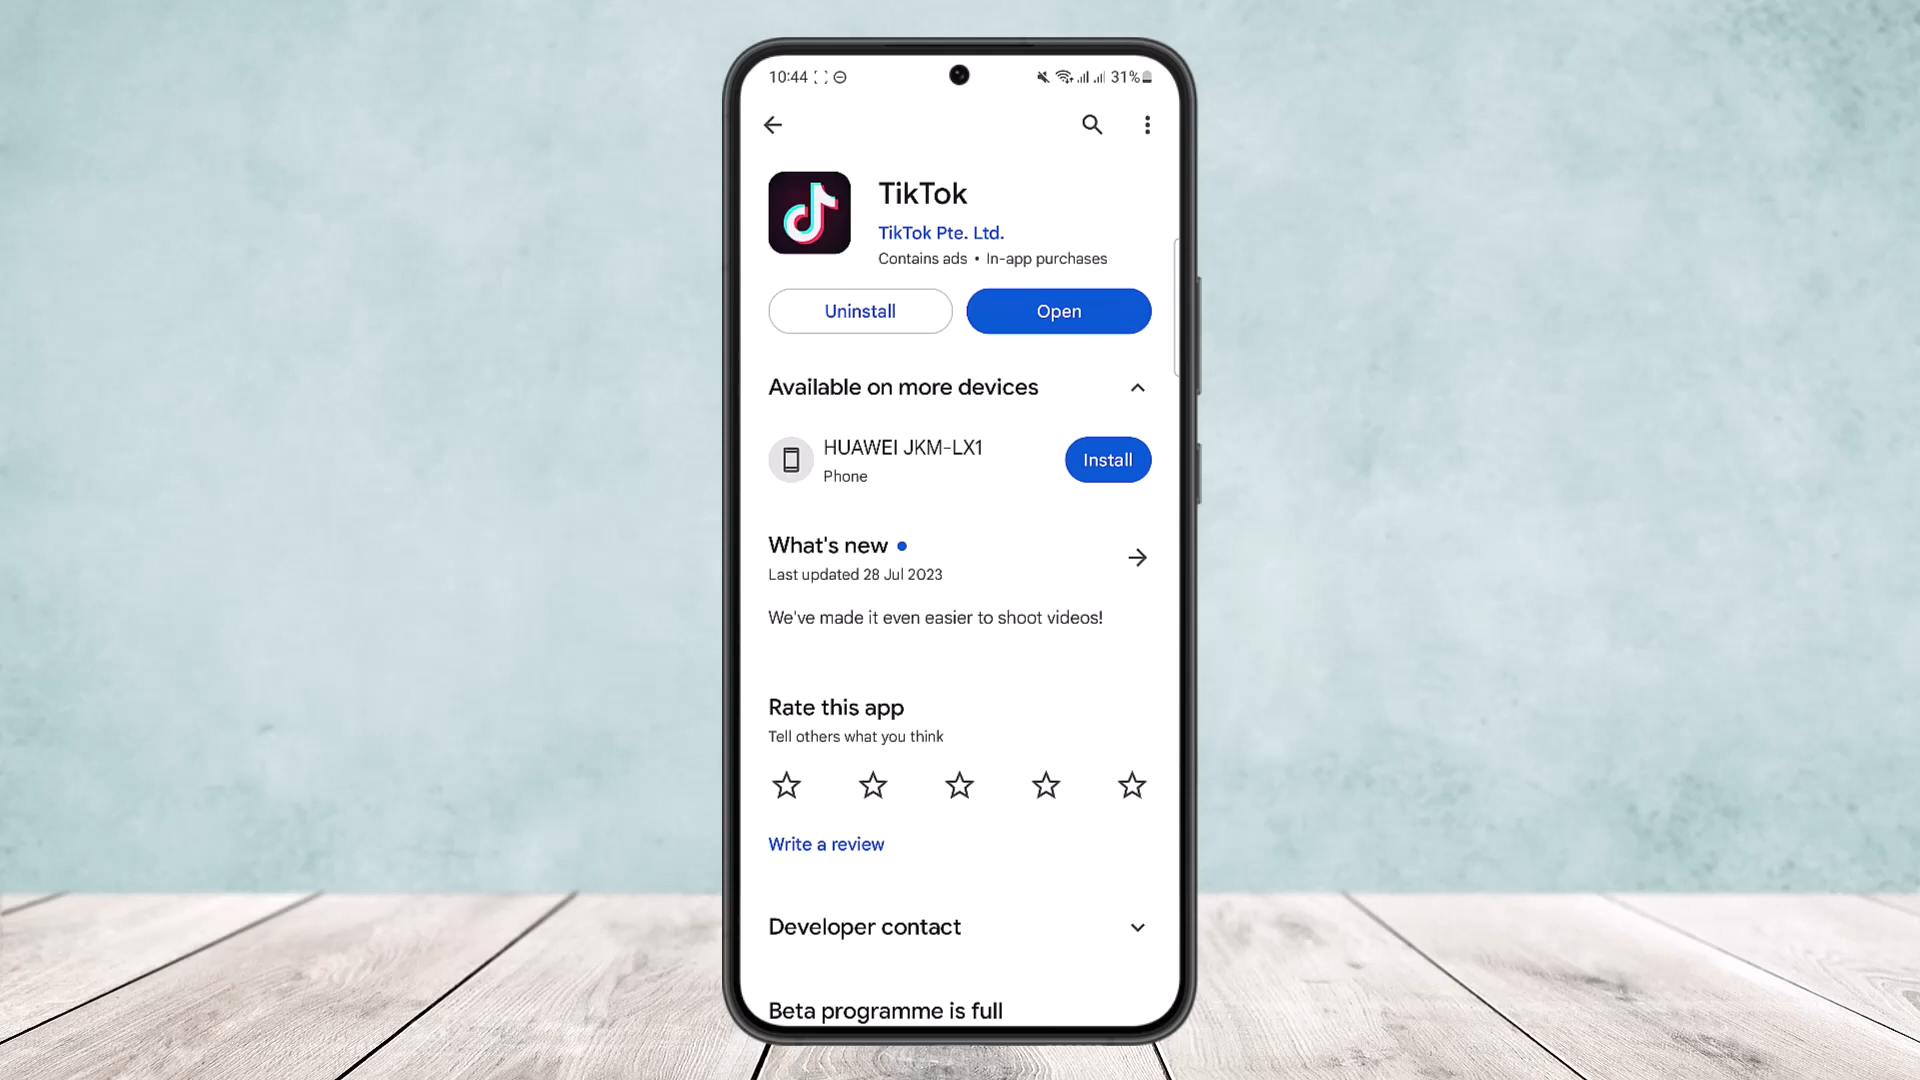 10:44
31%
TikTok
TikTok Pte. Ltd.
Contains ads • In-app purchases
Uninstall
Open
Available on more devices
HUAWEI JKM-LX1
Phone
Install
What's new
Last updated 28 Jul 2023
We've made it even easier to shoot videos!
Rate this app
Tell others what you think
Write a review
Developer contact
Beta programme is full